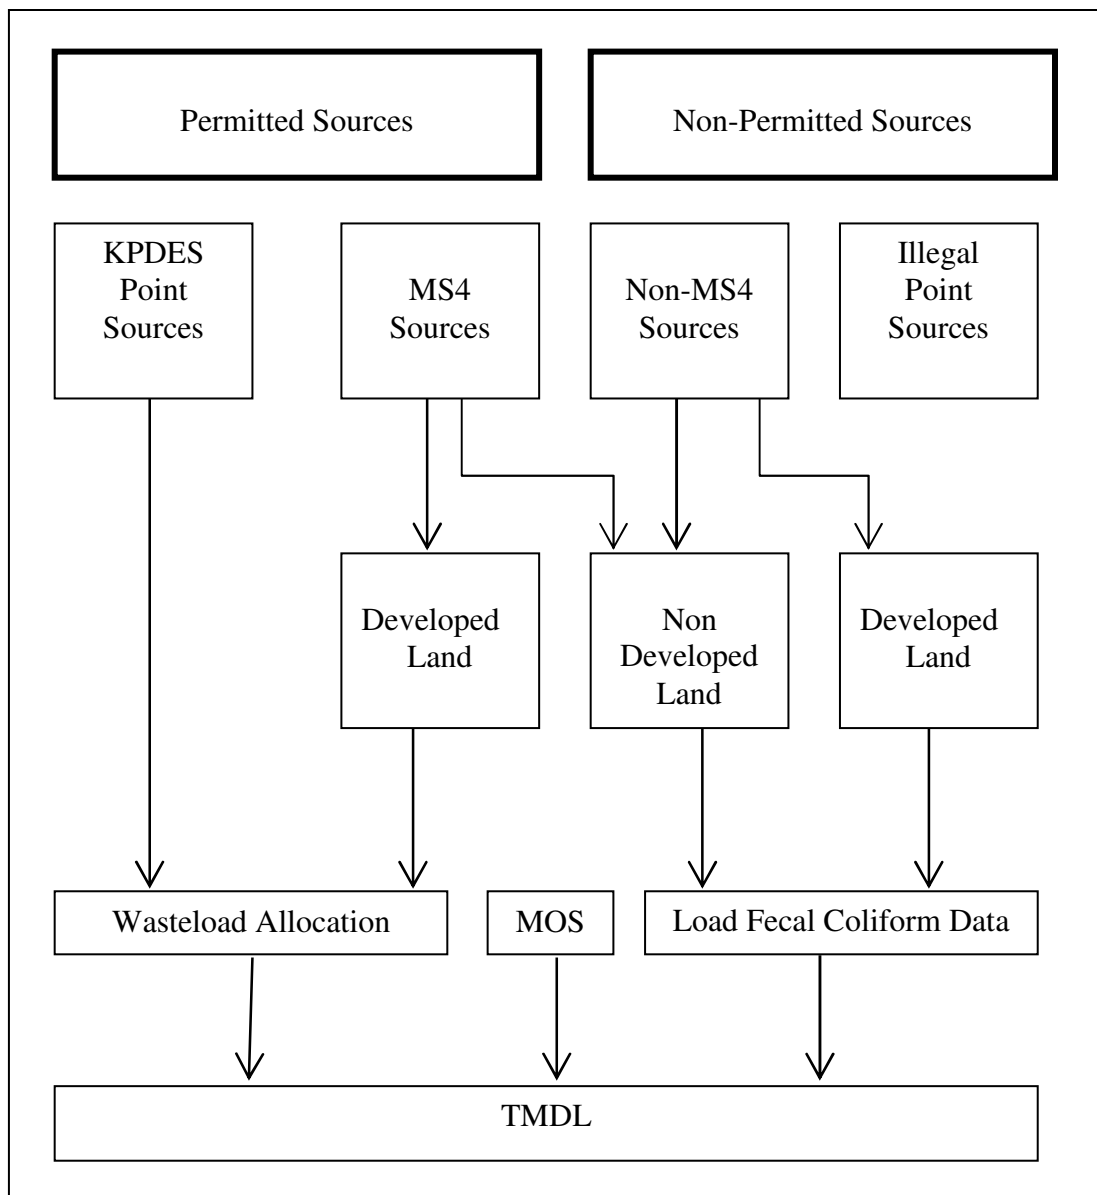 Permitted Sources
Non-Permitted Sources
KPDES
Point
Sources
MS4
Sources
Non-MS4
Sources
Illegal
Point
Sources
Developed
Land
Non
Developed
Land
Developed
Land
Wasteload Allocation
MOS
Load Fecal Coliform Data
TMDL